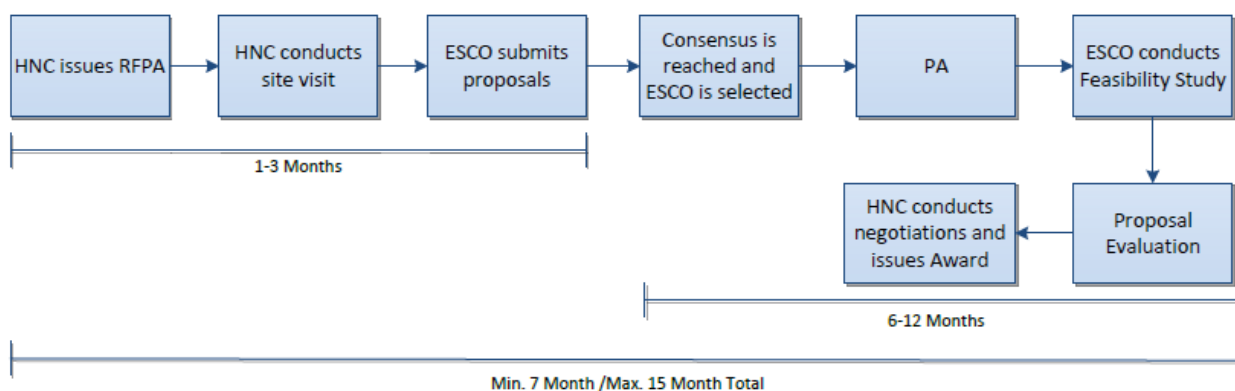 HNC issues RFPA
HNC conducts
site visit
ESCO submits
proposals
Consensus is
reached and
ESCO is selected
PA
ESCO conducts
Feasibility Study
1-3 Months
HNC conducts
negotiations and
issues Award
Proposal
Evaluation
6-12 Months
Min. 7 Month /Max. 15 Month Total